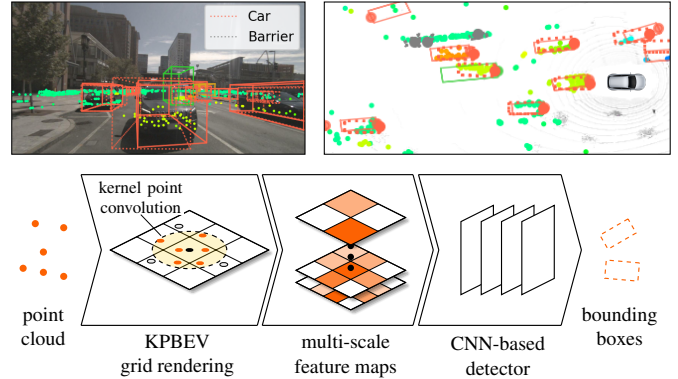 Car
Barrier
kernel point
convolution
point
cloud
KPBEV
grid rendering
multi-scale
feature maps
CNN-based
detector
bounding
boxes